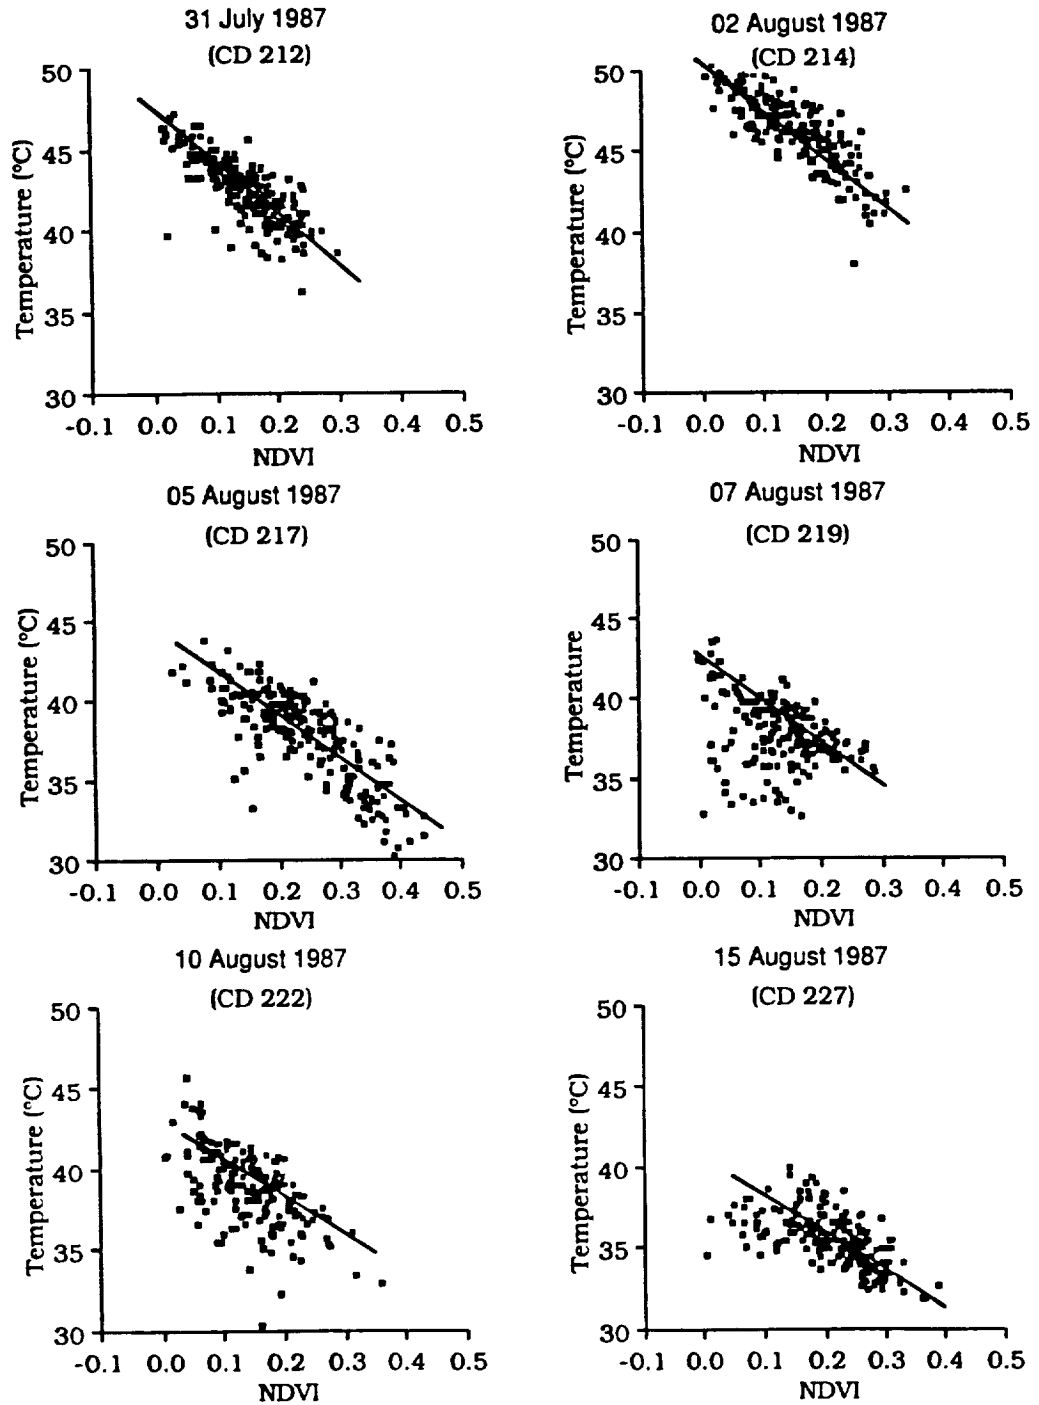 31 July 1987
(CD 212)
50
45
40
35
30
Temperature (°C)
-0.1 0.0 0.1 0.2 0.3 0.4 0.5
NDVI
02 August 1987
(CD 214)
50
45
40
35
30
Temperature (°C)
-0.1 0.0 0.1 0.2 0.3 0.4 0.5
NDVI
05 August 1987
(CD 217)
50
45
40
35
30
Temperature (°C)
-0.1 0.0 0.1 0.2 0.3 0.4 0.5
NDVI
07 August 1987
(CD 219)
50
45
40
35
30
Temperature
-0.1 0.0 0.1 0.2 0.3 0.4 0.5
NDVI
10 August 1987
(CD 222)
50
45
40
35
30
Temperature (°C)
-0.1 0.0 0.1 0.2 0.3 0.4 0.5
NDVI
15 August 1987
(CD 227)
50
45
40
35
30
Temperature (°C)
-0.1 0.0 0.1 0.2 0.3 0.4 0.5
NDVI